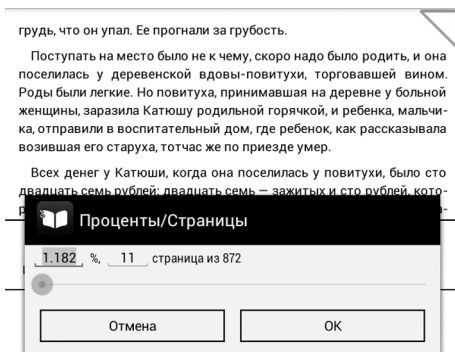 грудь, что он упал. Ее прогнали за грубость.
Поступать на место было не к чему, скоро надо было родить, и она
поселилась у деревенской вдовы-повитухи, торговавшей вином.
Роды были легкие. Но повитуха, принимавшая на деревне у больной
женщины, заразила Катюшу родильной горячкой, и ребенка, мальчи-
ка, отправили в воспитательный дом, где ребенок, как рассказывала
возившая его старуха, тотчас же по приезде умер.
Всех денег у Катюши, когда она поселилась у повитухи, было сто
двадцать семь рублей: двадцать семь — зажитых и сто рублей, кото-
Проценты/Страницы
1.182 %, 11 страница из 872
Отмена
OK